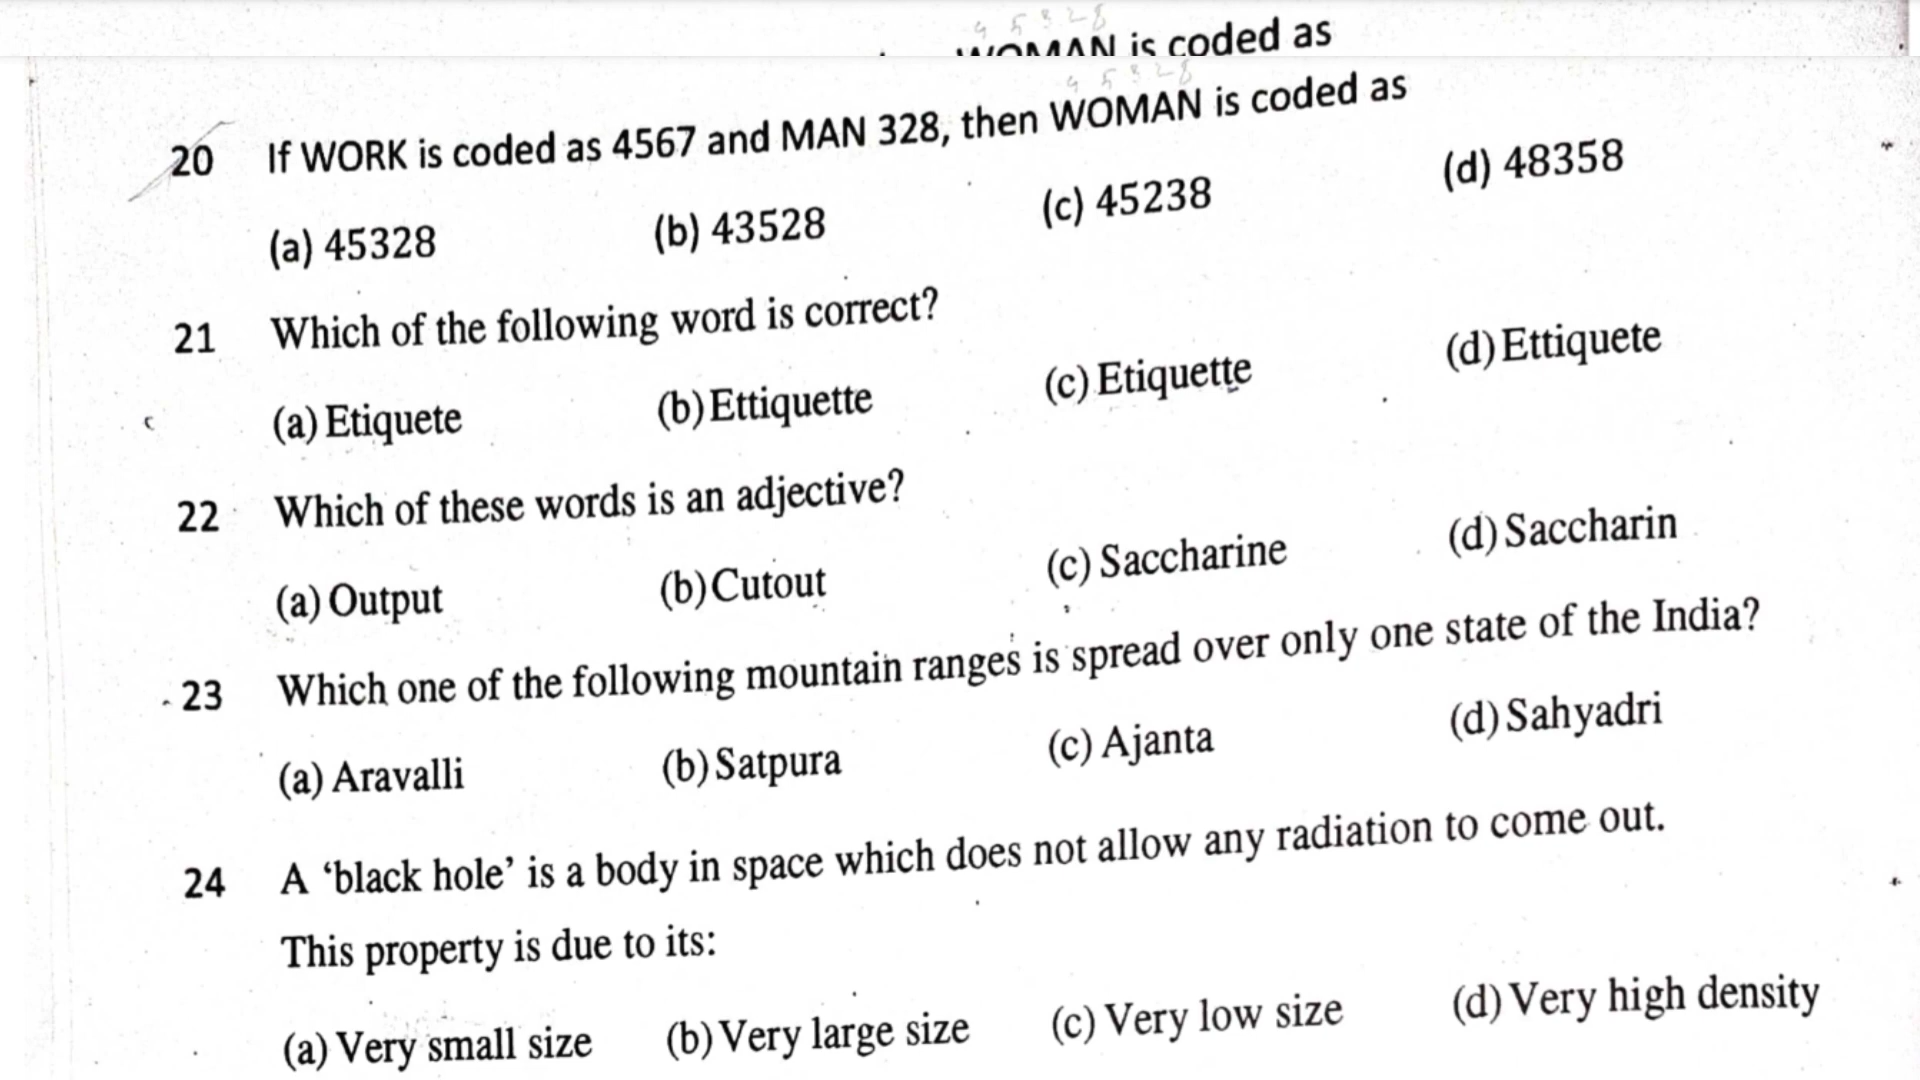 45328
WOMAN is coded as
45328
20 If WORK is coded as 4567 and MAN 328, then WOMAN is coded as
(a) 45328 (b) 43528 (c) 45238 (d) 48358
21 Which of the following word is correct?
(a) Etiquete (b) Ettiquette (c) Etiquette (d) Ettiquete
22 Which of these words is an adjective?
(a) Output (b) Cutout (c) Saccharine (d) Saccharin
23 Which one of the following mountain ranges is spread over only one state of the India?
(a) Aravalli (b) Satpura (c) Ajanta (d) Sahyadri
24 A ‘black hole’ is a body in space which does not allow any radiation to come out.
This property is due to its:
(a) Very small size (b) Very large size (c) Very low size (d) Very high density